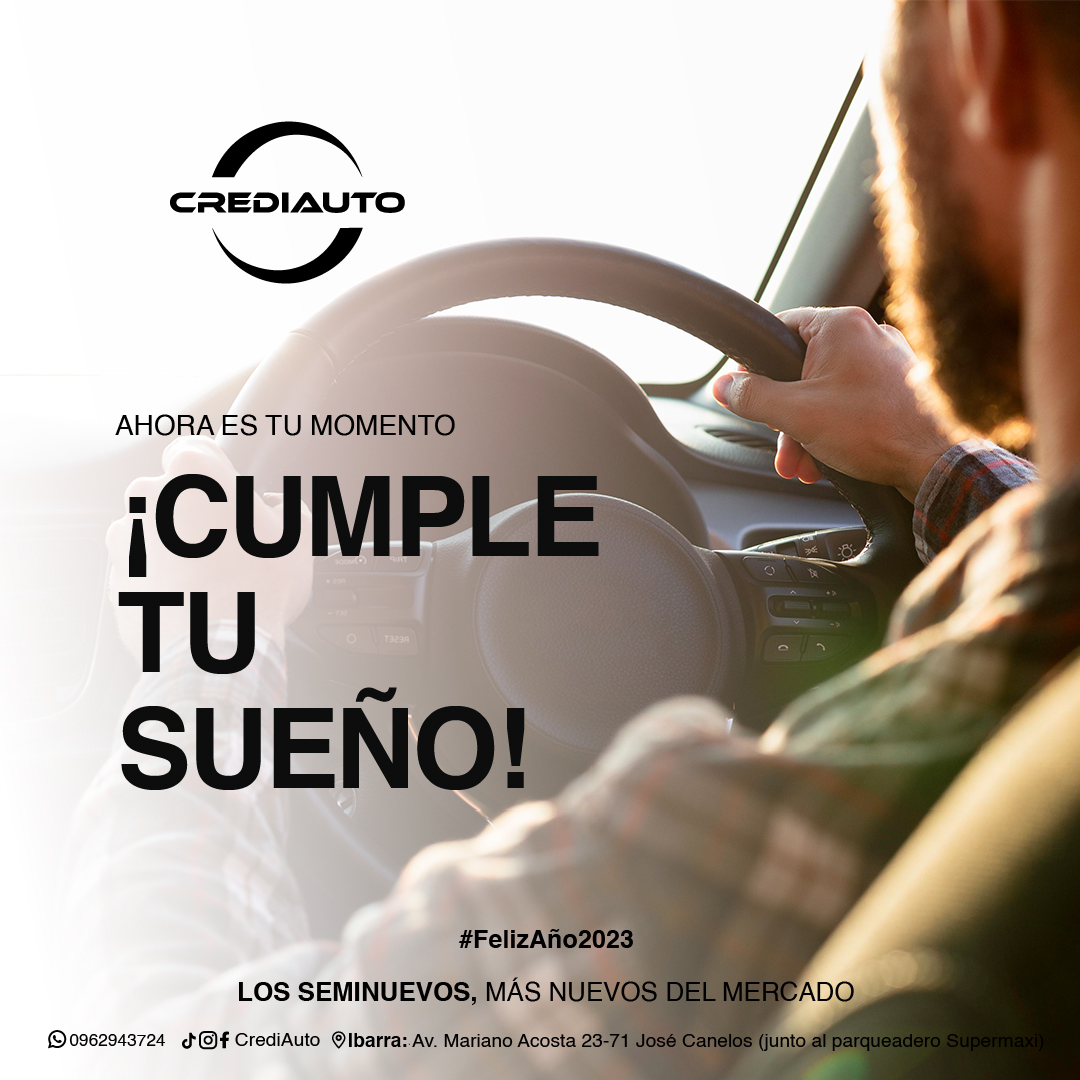 CREDIAUTO
AHORA ES TU MOMENTO
¡CUMPLE
TU
SUEÑO!
#FelizAño2023
LOS SEMINUEVOS, MÁS NUEVOS DEL MERCADO
0962943724 CrediAuto Ibarra: Av. Mariano Acosta 23-71 José Canelos (junto al parqueadero Supermaxi)